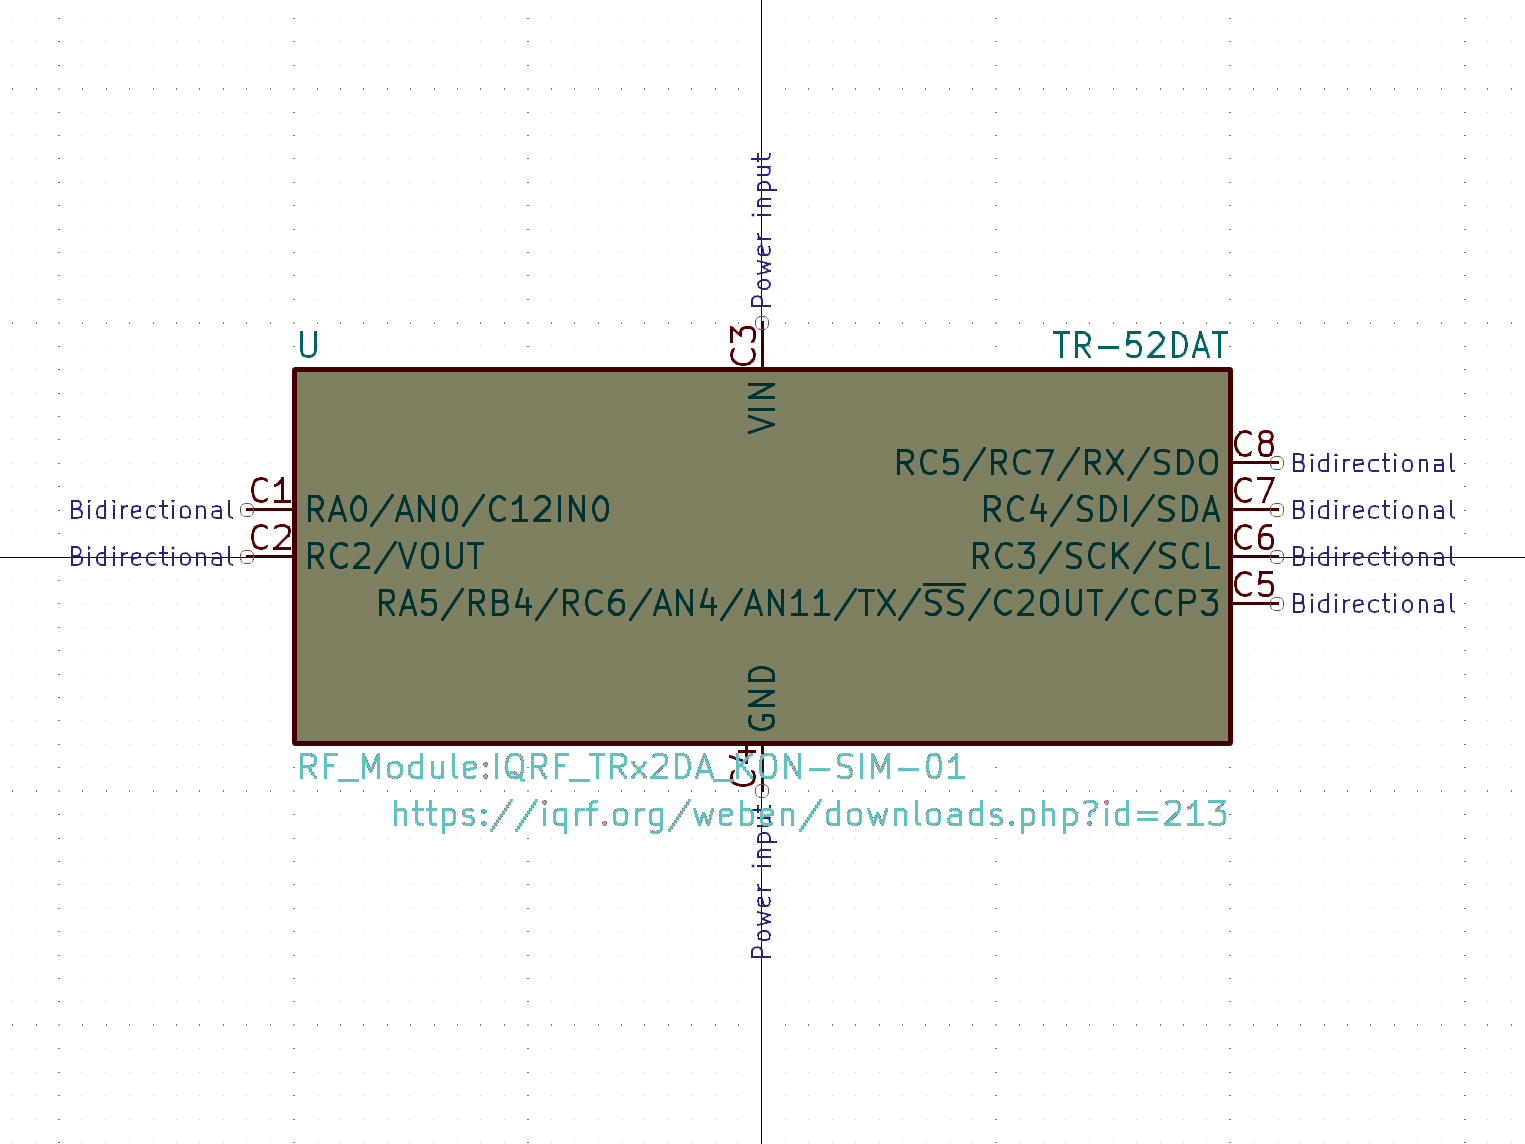 Power input
C3
U
TR-52DAT
VIN
C8
RC5/RC7/RX/SDO
Bidirectional
C1
C7
Bidirectional
RA0/AN0/C12IN0
RC4/SDI/SDA
Bidirectional
C2
C6
Bidirectional
RC2/VOUT
RC3/SCK/SCL
Bidirectional
C5
RA5/RB4/RC6/AN4/AN11/TX/SS/C2OUT/CCP3
Bidirectional
GND
C4
RF_Module:IQRF_TRx2DA_KON-SIM-01
https://iqrf.org/weben/downloads.php?id=213
Power input